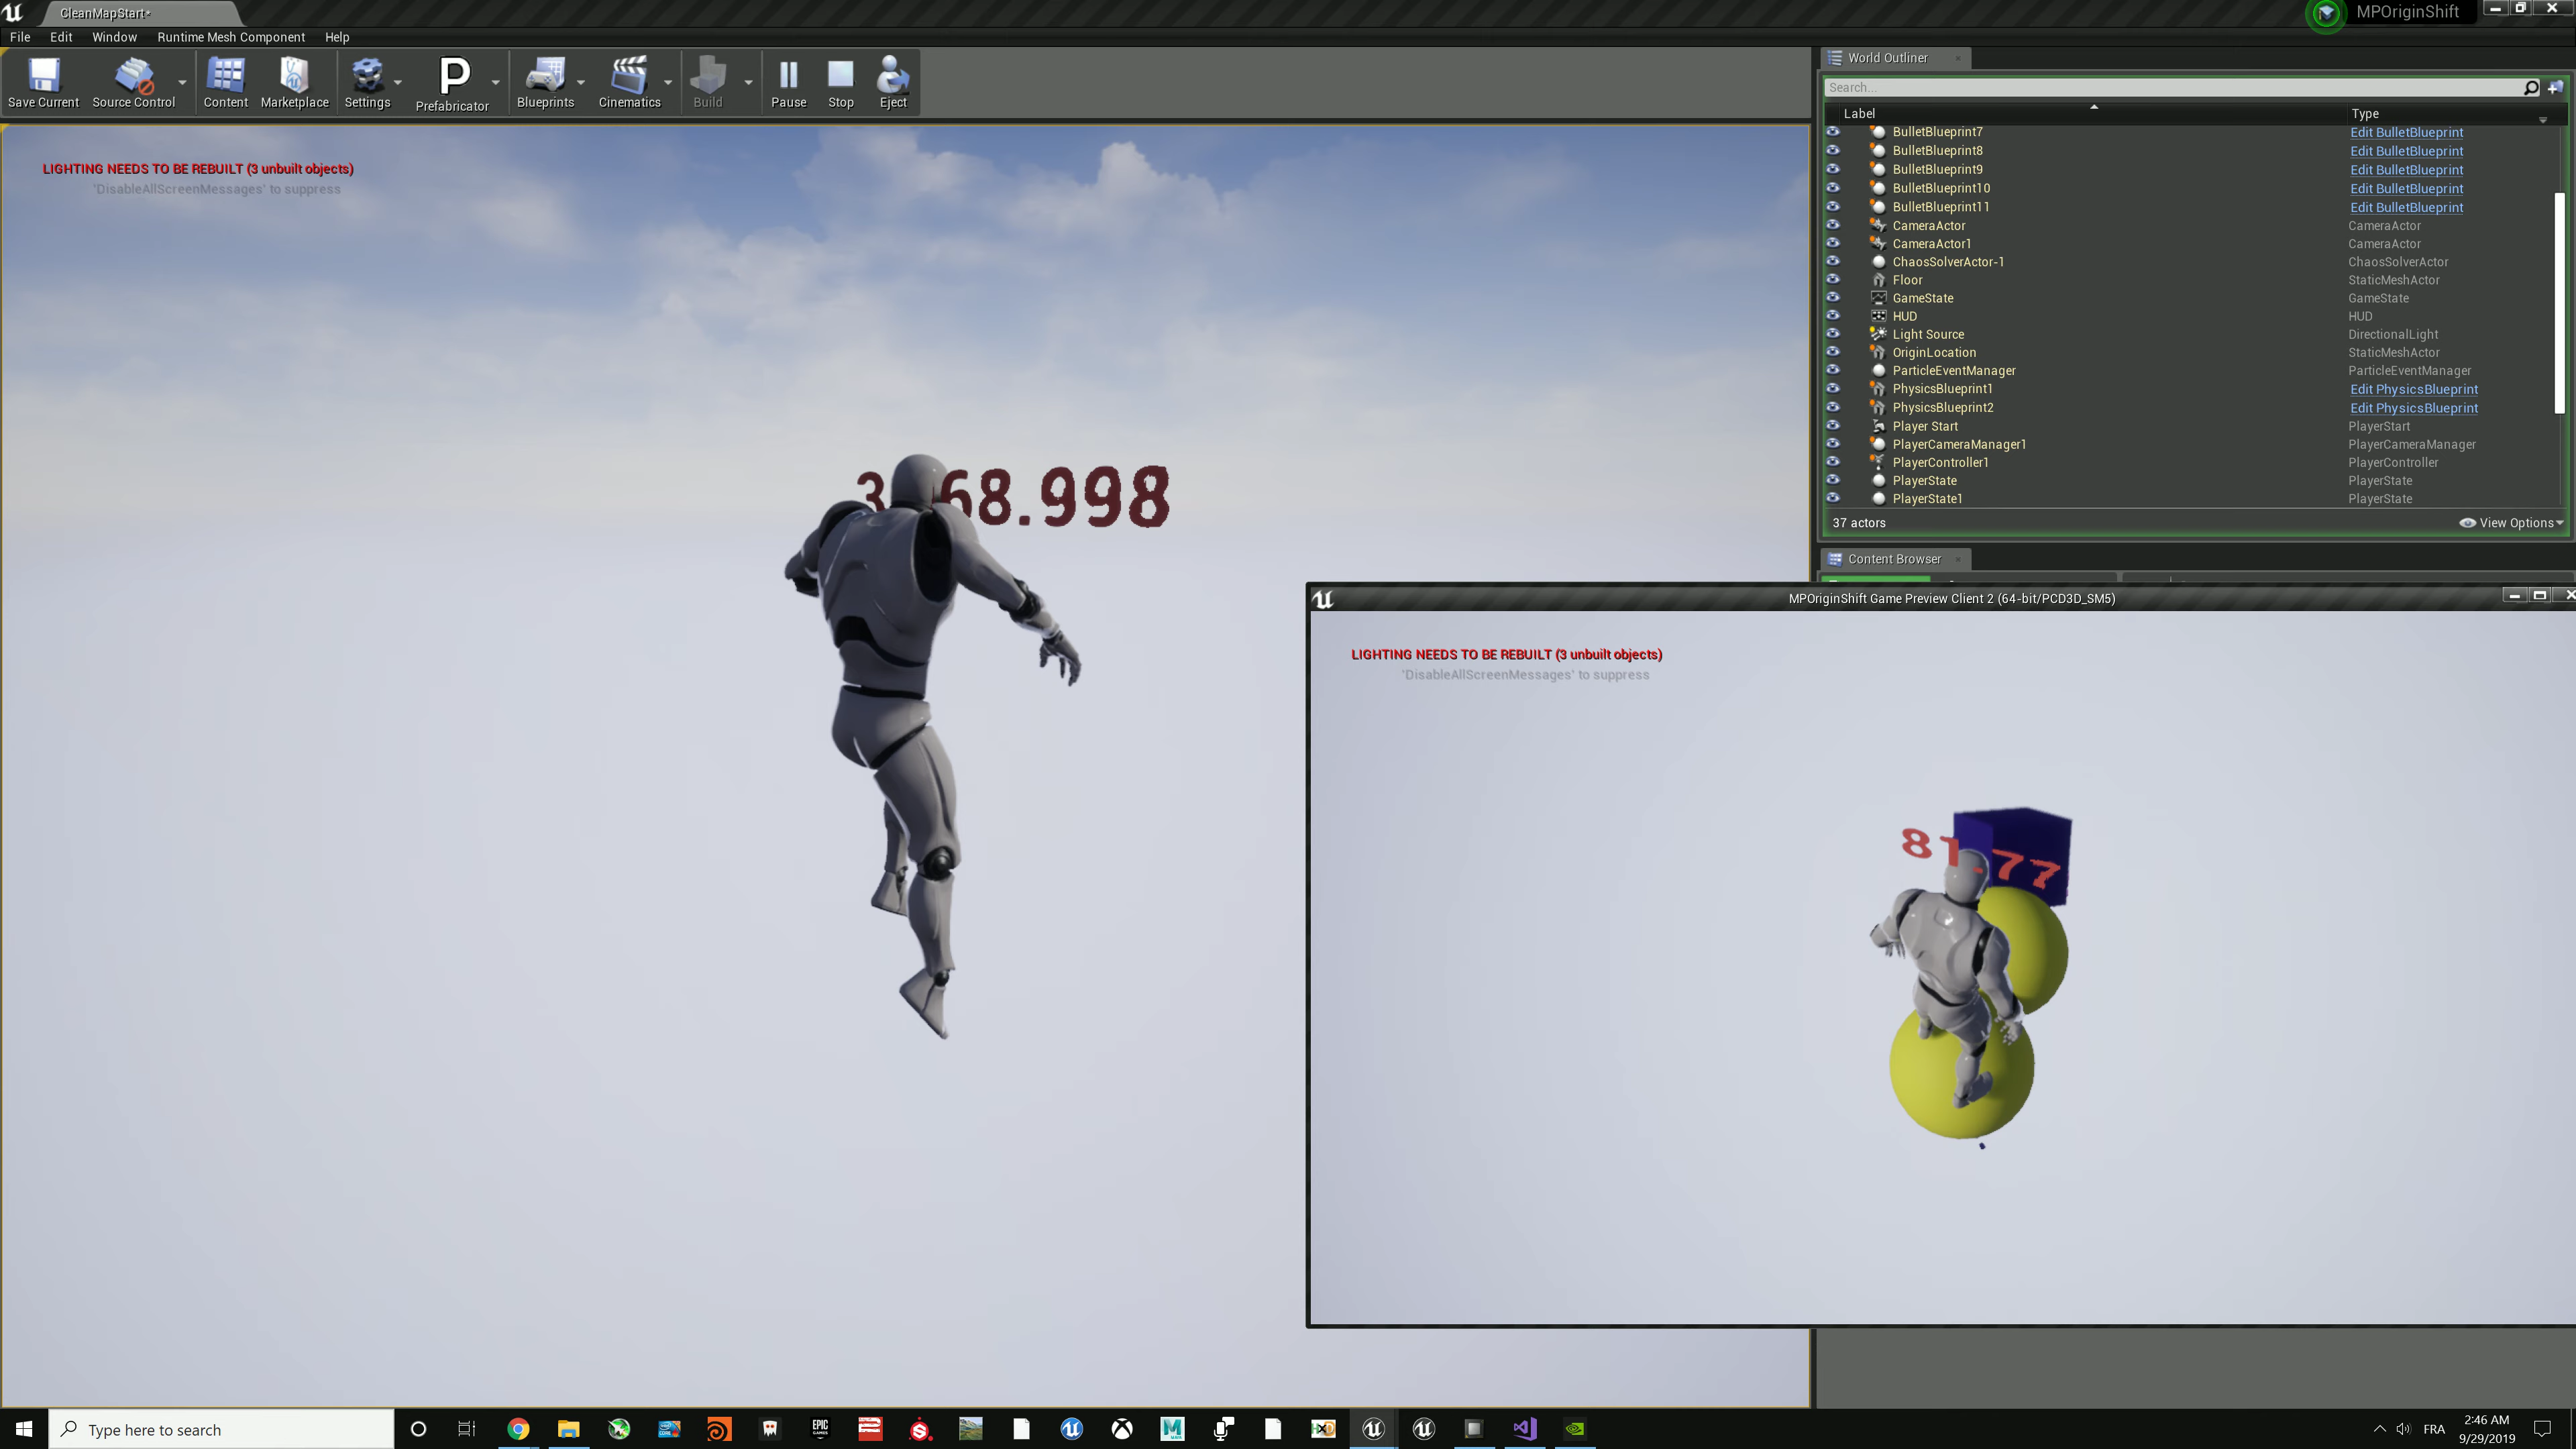 CleanMapStart*
MPOriginShift
File Edit Window Runtime Mesh Component Help
Save Current Source Control Content Marketplace Settings Prefabricator Blueprints Cinematics Build Pause Stop Eject
LIGHTING NEEDS TO BE REBUILT (3 unbuilt objects)
'DisableAllScreenMessages' to suppress
68.998
World Outliner
Search...
Label Type
BulletBlueprint7 Edit BulletBlueprint
BulletBlueprint8 Edit BulletBlueprint
BulletBlueprint9 Edit BulletBlueprint
BulletBlueprint10 Edit BulletBlueprint
BulletBlueprint11 Edit BulletBlueprint
CameraActor CameraActor
CameraActor1 CameraActor
ChaosSolverActor-1 ChaosSolverActor
Floor StaticMeshActor
GameState GameState
HUD HUD
Light Source DirectionalLight
OriginLocation StaticMeshActor
ParticleEventManager ParticleEventManager
PhysicsBlueprint1 Edit PhysicsBlueprint
PhysicsBlueprint2 Edit PhysicsBlueprint
Player Start PlayerStart
PlayerCameraManager1 PlayerCameraManager
PlayerController1 PlayerController
PlayerState PlayerState
PlayerState1 PlayerState
37 actors View Options
Content Browser
MPOriginShift Game Preview Client 2 (64-bit/PCD3D_SM5)
LIGHTING NEEDS TO BE REBUILT (3 unbuilt objects)
'DisableAllScreenMessages' to suppress
81 77
Type here to search
FRA
2:46 AM
9/29/2019